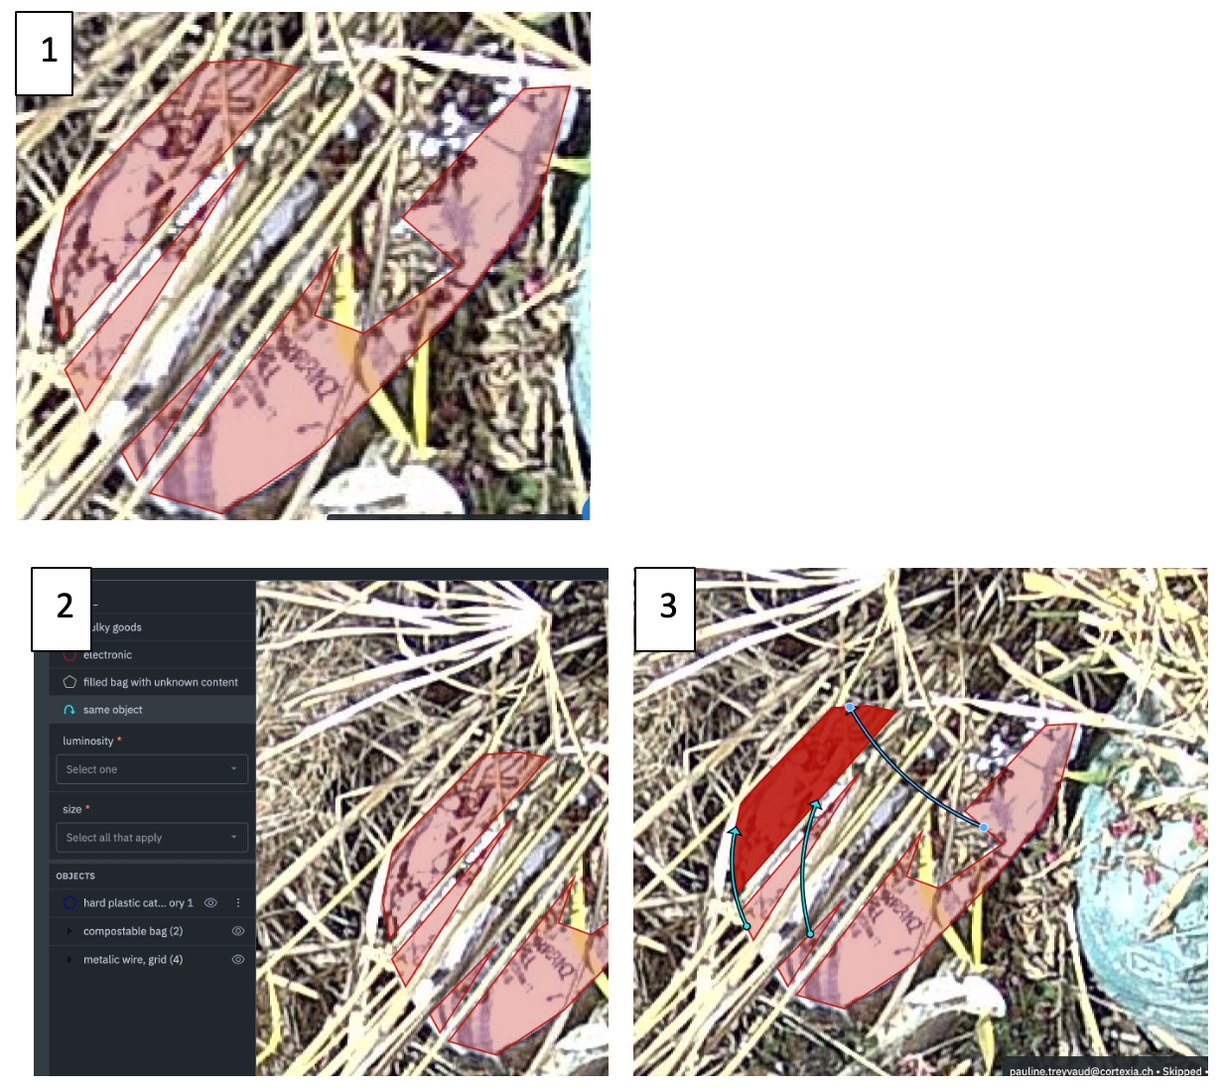 1
2
ulky goods
electronic
filled bag with unknown content
same object
luminosity *
Select one
size *
Select all that apply
OBJECTS
hard plastic cat... ory 1
compostable bag (2)
metalic wire, grid (4)
3
pauline.treyvaud@cortexia.ch • Skipped •